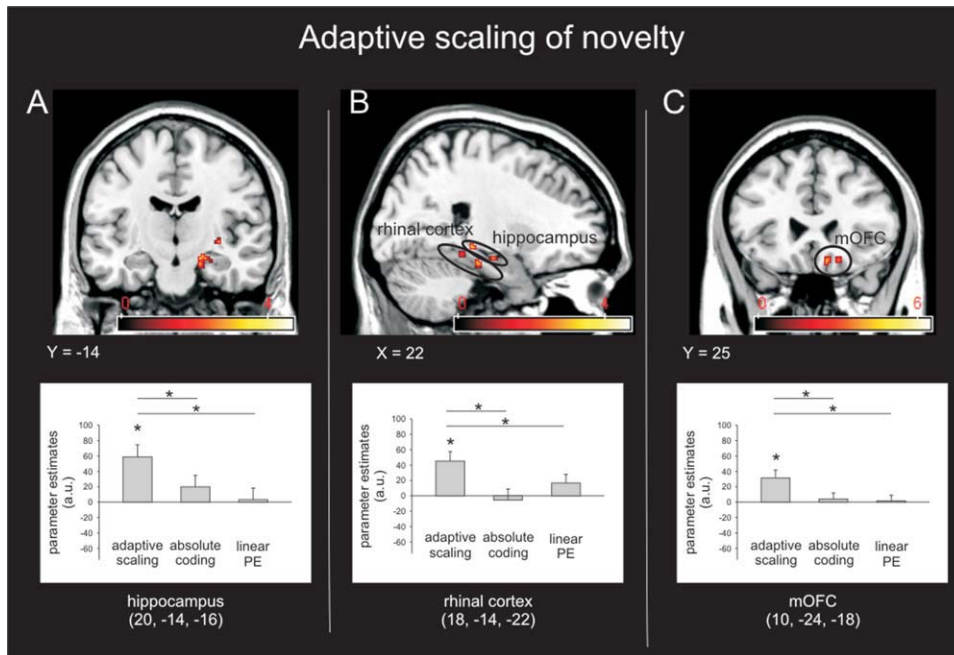 Adaptive scaling of novelty
A
B
C
rhinal cortex
hippocampus
mOFC
0 4
0 4
0 6
Y = -14
X = 22
Y = 25
*
*
*
parameter estimates
(a.u.)
100
80
60
40
20
0
-20
-40
-60
adaptive absolute linear
scaling coding PE
hippocampus
(20, -14, -16)
*
*
*
parameter estimates
(a.u.)
100
80
60
40
20
0
-20
-40
-60
adaptive absolute linear
scaling coding PE
rhinal cortex
(18, -14, -22)
*
*
*
parameter estimates
(a.u.)
100
80
60
40
20
0
-20
-40
-60
adaptive absolute linear
scaling coding PE
mOFC
(10, -24, -18)